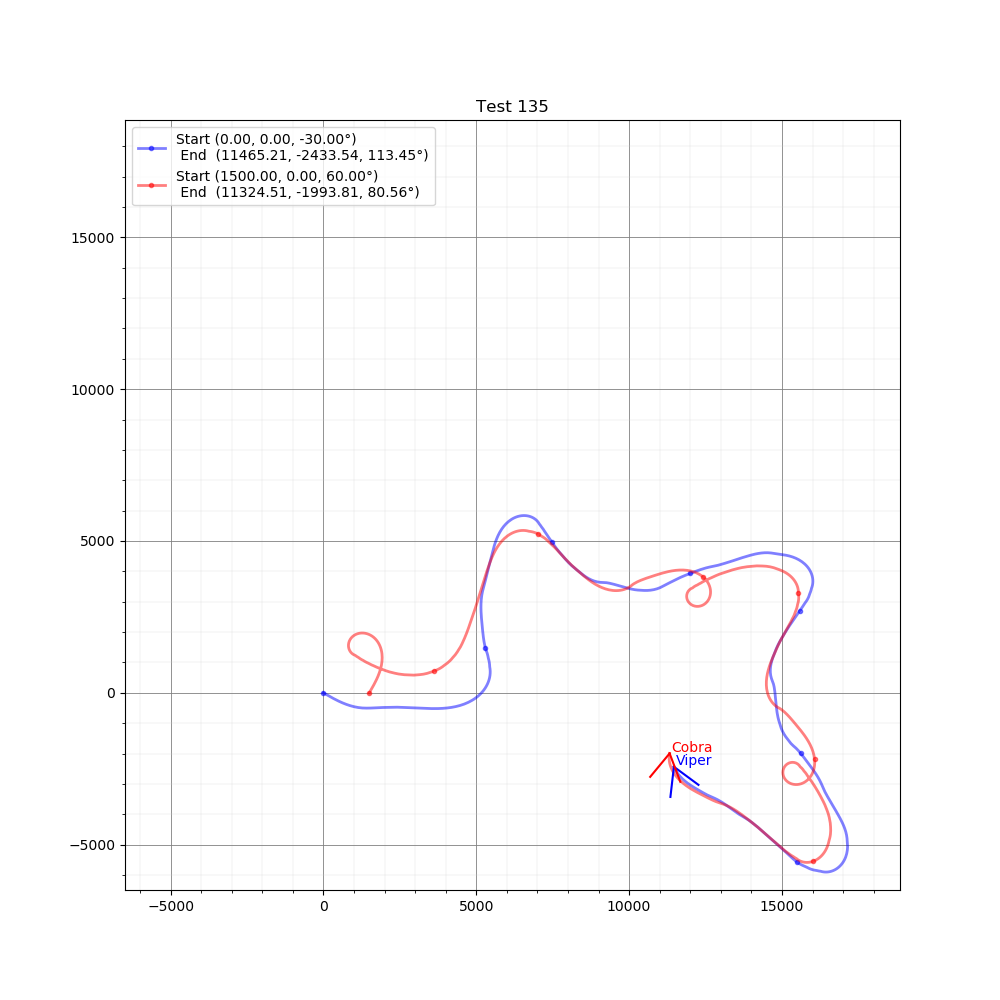 Test 135
Start (0.00, 0.00, -30.00°)
End (11465.21, -2433.54, 113.45°)
Start (1500.00, 0.00, 60.00°)
End (11324.51, -1993.81, 80.56°)
15000
10000
5000
0
Cobra
Viper
−5000
−5000
0
5000
10000
15000